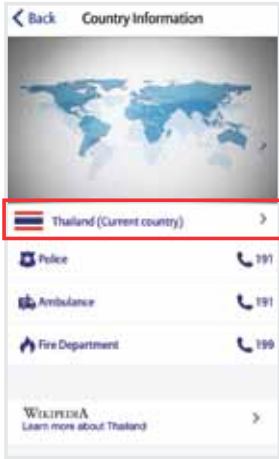 Back Country Information
Thailand (Current country)
Police 191
Ambulance 191
Fire Department 199
WIKIPEDIA
Learn more about Thailand